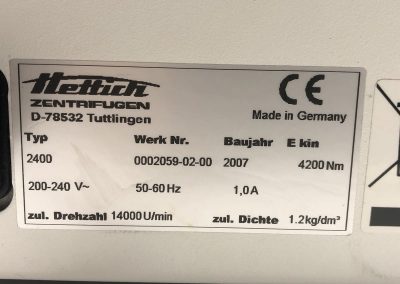 Hettich
ZENTRIFUGEN
D-78532 Tuttlingen
CE
Made in Germany
Typ Werk Nr. Baujahr E kin
2400 0002059-02-00 2007 4200 Nm
200-240 V~ 50-60 Hz 1,0 A
zul. Drehzahl 14000 U/min zul. Dichte 1.2kg/dm³